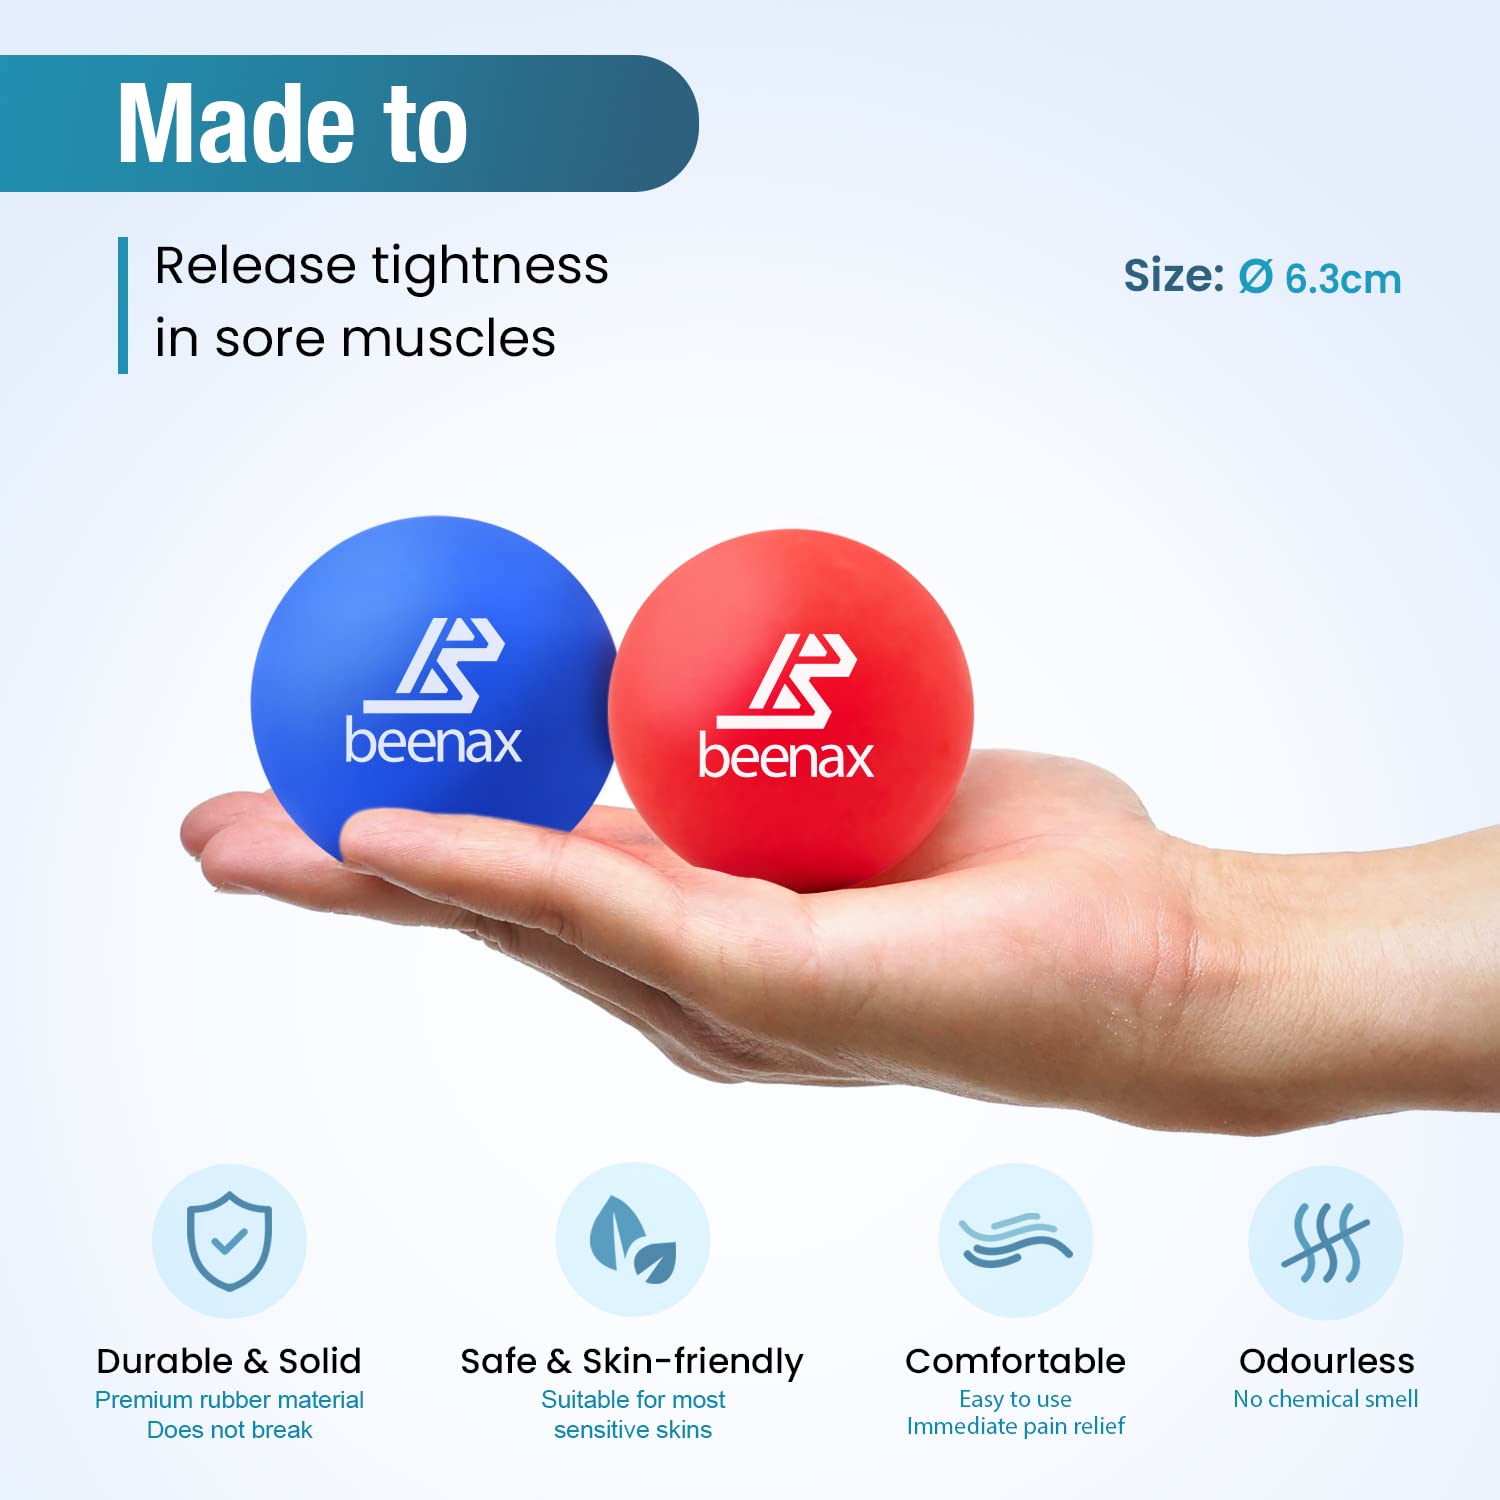 Made to
Release tightness
in sore muscles
Size: Ø 6.3cm
beenax
beenax
Durable & Solid
Premium rubber material
Does not break
Safe & Skin-friendly
Suitable for most
sensitive skins
Comfortable
Easy to use
Immediate pain relief
Odourless
No chemical smell